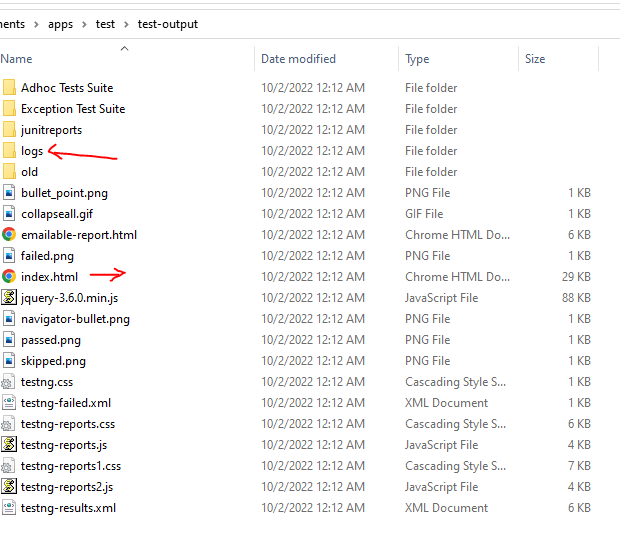 ments > apps > test > test-output
Name Date modified Type Size
Adhoc Tests Suite 10/2/2022 12:12 AM File folder
Exception Test Suite 10/2/2022 12:12 AM File folder
junitreports 10/2/2022 12:12 AM File folder
logs 10/2/2022 12:12 AM File folder
old 10/2/2022 12:12 AM File folder
bullet_point.png 10/2/2022 12:12 AM PNG File 1 KB
collapseall.gif 10/2/2022 12:12 AM GIF File 1 KB
emailable-report.html 10/2/2022 12:12 AM Chrome HTML Do... 6 KB
failed.png 10/2/2022 12:12 AM PNG File 1 KB
index.html 10/2/2022 12:12 AM Chrome HTML Do... 29 KB
jquery-3.6.0.min.js 10/2/2022 12:12 AM JavaScript File 88 KB
navigator-bullet.png 10/2/2022 12:12 AM PNG File 1 KB
passed.png 10/2/2022 12:12 AM PNG File 1 KB
skipped.png 10/2/2022 12:12 AM PNG File 1 KB
testng.css 10/2/2022 12:12 AM Cascading Style S... 1 KB
testng-failed.xml 10/2/2022 12:12 AM XML Document 1 KB
testng-reports.css 10/2/2022 12:12 AM Cascading Style S... 6 KB
testng-reports.js 10/2/2022 12:12 AM JavaScript File 4 KB
testng-reports1.css 10/2/2022 12:12 AM Cascading Style S... 7 KB
testng-reports2.js 10/2/2022 12:12 AM JavaScript File 4 KB
testng-results.xml 10/2/2022 12:12 AM XML Document 6 KB